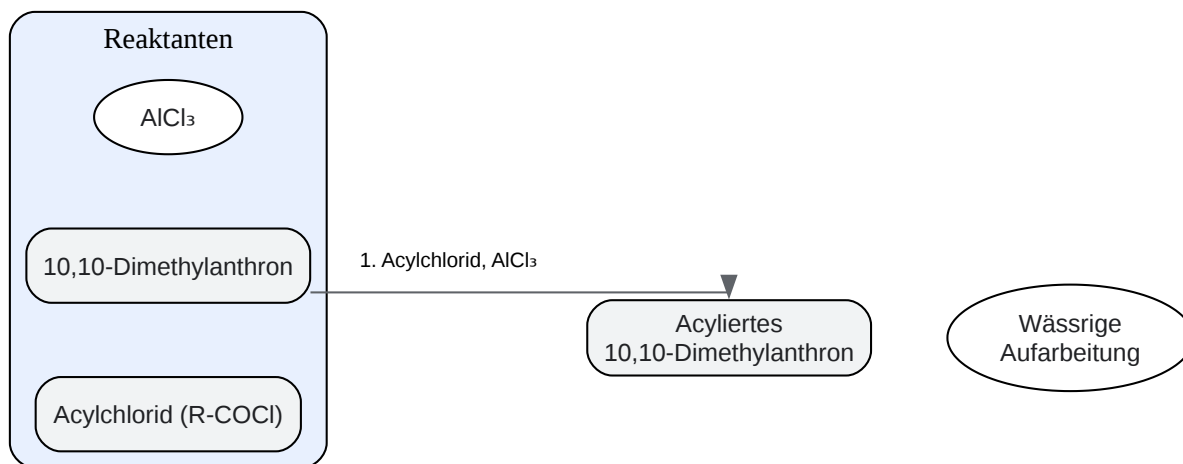 Reaktanten
AlCl₃
10,10-Dimethylanthron
1. Acylchlorid, AlCl₃
Acyliertes
10,10-Dimethylanthron
Wässrige
Aufarbeitung
Acylchlorid (R-COCl)